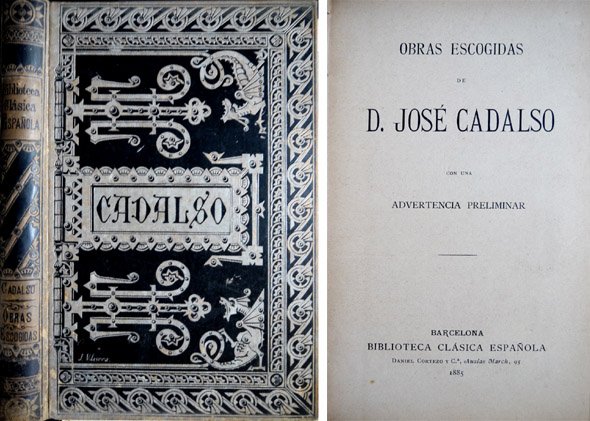 Biblioteca
Clásica
ESPAÑOLA
CADALSO
OBRAS
ESCOGIDAS
CADALSO
OBRAS ESCOGIDAS
DE
D. JOSÉ CADALSO
CON UNA
ADVERTENCIA PRELIMINAR
BARCELONA
BIBLIOTECA CLÁSICA ESPAÑOLA
DANIEL CORTEZO Y C.ª, Ausias March, 95
1885